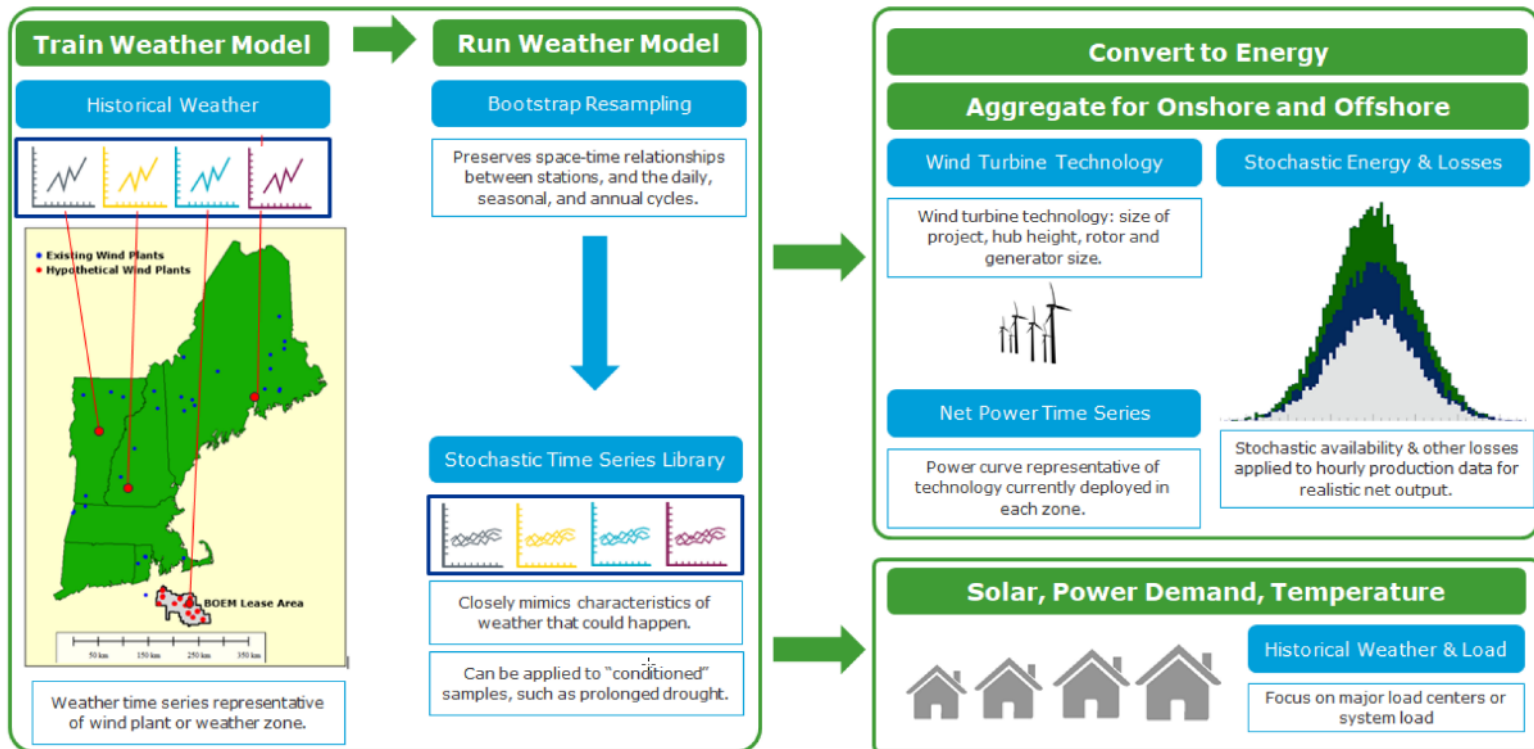 Train Weather Model
Historical Weather
Existing Wind Plants
Hypothetical Wind Plants
BOEM Lease Area
50 km 150 km 250 km 350 km
Weather time series representative
of wind plant or weather zone.
Run Weather Model
Bootstrap Resampling
Preserves space-time relationships
between stations, and the daily,
seasonal, and annual cycles.
Stochastic Time Series Library
Closely mimics characteristics of
weather that could happen.
Can be applied to “conditioned”
samples, such as prolonged drought.
Convert to Energy
Aggregate for Onshore and Offshore
Wind Turbine Technology
Wind turbine technology: size of
project, hub height, rotor and
generator size.
Net Power Time Series
Power curve representative of
technology currently deployed in
each zone.
Stochastic Energy & Losses
Stochastic availability & other losses
applied to hourly production data for
realistic net output.
Solar, Power Demand, Temperature
Historical Weather & Load
Focus on major load centers or
system load